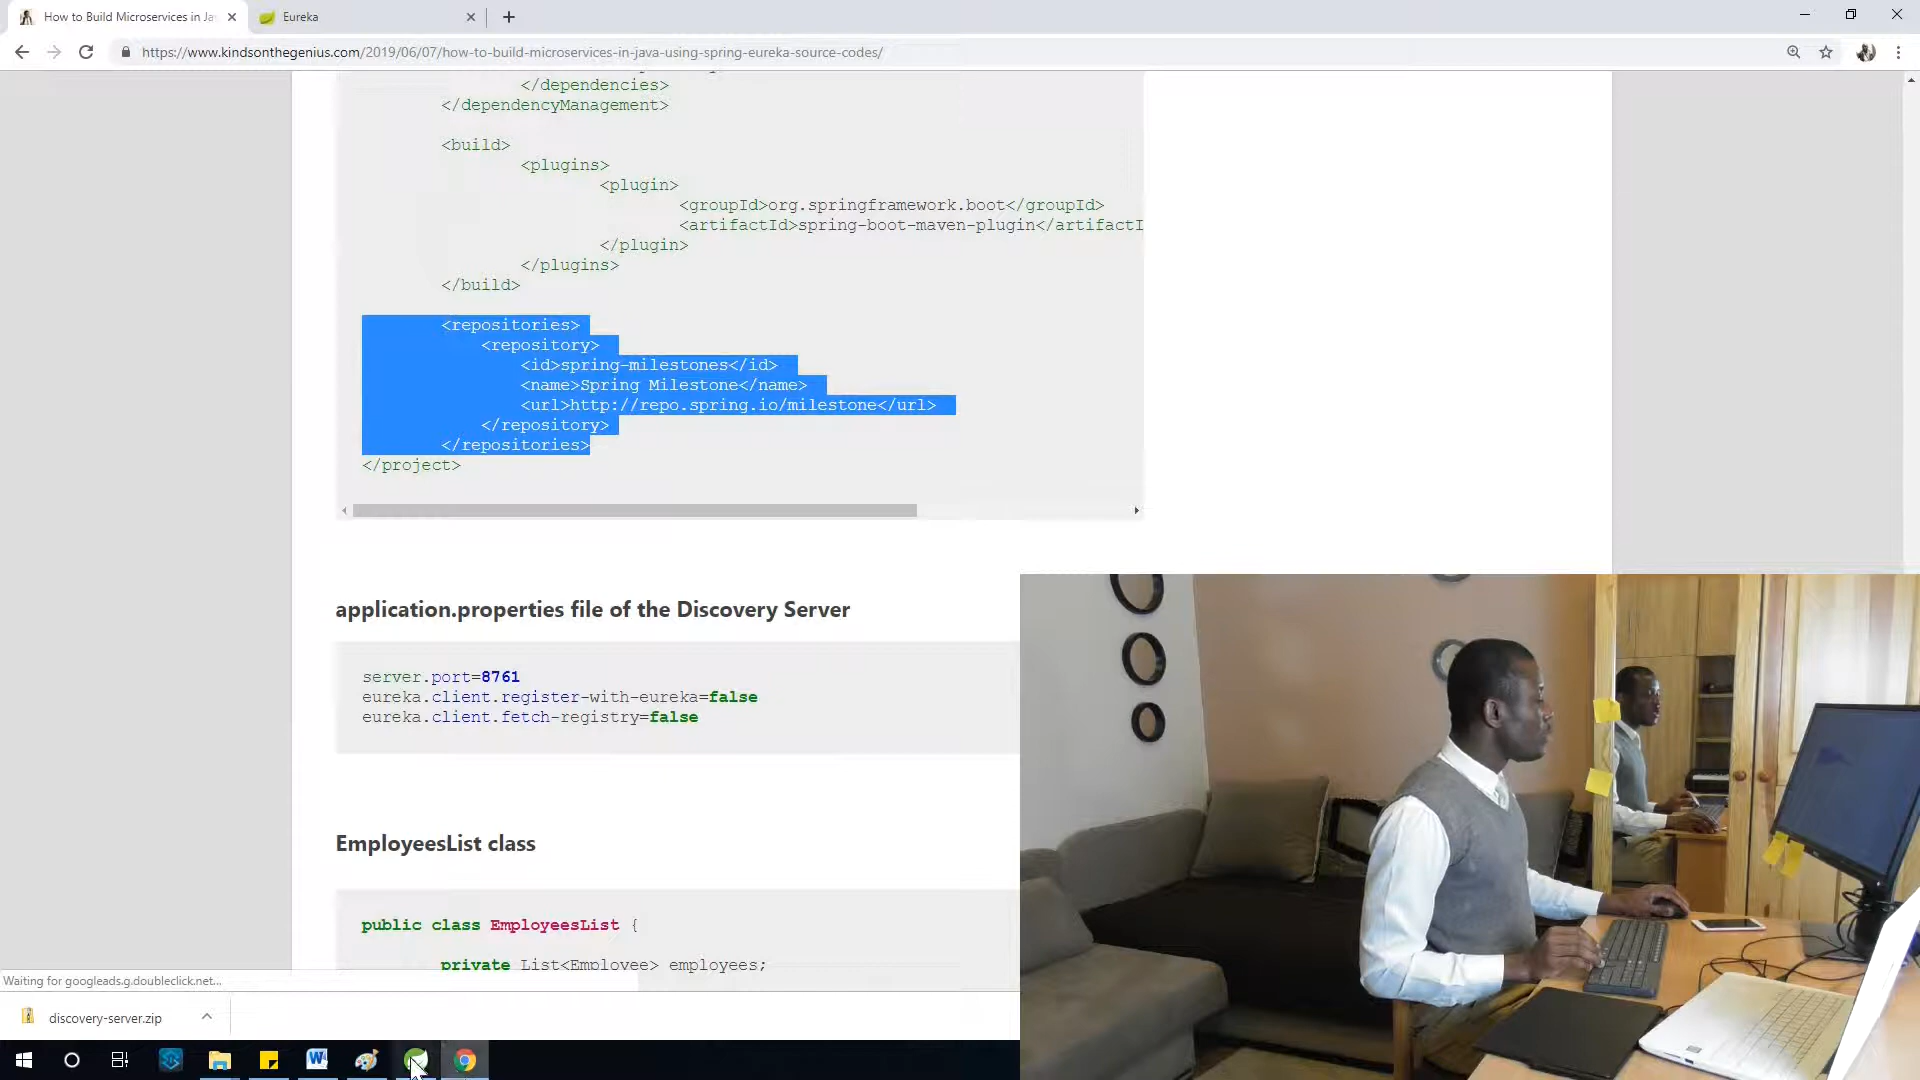 How to Build Microservices in Ja
Eureka
https://www.kindsonthegenius.com/2019/06/07/how-to-build-microservices-in-java-using-spring-eureka-source-codes/
</dependencies>
</dependencyManagement>
<build>
<plugins>
<plugin>
<groupId>org.springframework.boot</groupId>
<artifactId>spring-boot-maven-plugin</artifactI
</plugin>
</plugins>
</build>
<repositories>
<repository>
<id>spring-milestones</id>
<name>Spring Milestone</name>
<url>http://repo.spring.io/milestone</url>
</repository>
</repositories>
</project>
application.properties file of the Discovery Server
server.port=8761
eureka.client.register-with-eureka=false
eureka.client.fetch-registry=false
EmployeesList class
public class EmployeesList {
private List<Employee> employees;
Waiting for googleads.g.doubleclick.net...
discovery-server.zip